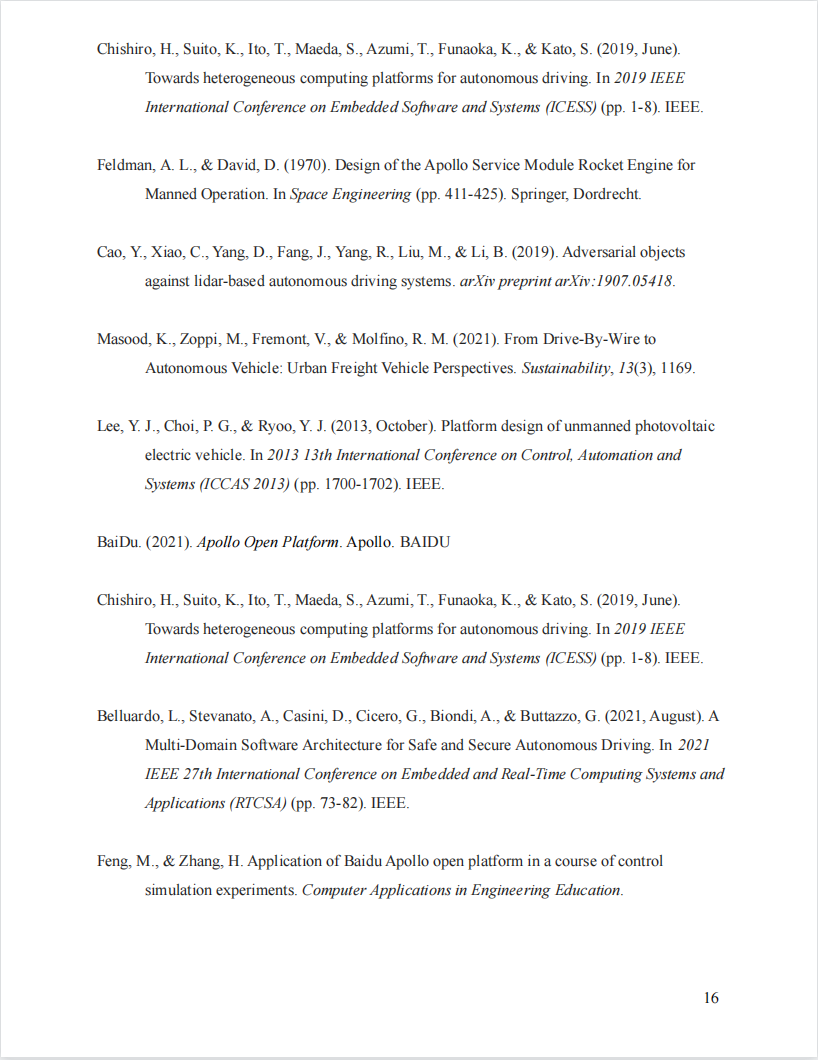 Chishiro, H., Suito, K., Ito, T., Maeda, S., Azumi, T., Funaoka, K., & Kato, S. (2019, June).
Towards heterogeneous computing platforms for autonomous driving. In 2019 IEEE
International Conference on Embedded Software and Systems (ICESS) (pp. 1-8). IEEE.
Feldman, A. L., & David, D. (1970). Design of the Apollo Service Module Rocket Engine for
Manned Operation. In Space Engineering (pp. 411-425). Springer, Dordrecht.
Cao, Y., Xiao, C., Yang, D., Fang, J., Yang, R., Liu, M., & Li, B. (2019). Adversarial objects
against lidar-based autonomous driving systems. arXiv preprint arXiv:1907.05418.
Masood, K., Zoppi, M., Fremont, V., & Molfino, R. M. (2021). From Drive-By-Wire to
Autonomous Vehicle: Urban Freight Vehicle Perspectives. Sustainability, 13(3), 1169.
Lee, Y. J., Choi, P. G., & Ryoo, Y. J. (2013, October). Platform design of unmanned photovoltaic
electric vehicle. In 2013 13th International Conference on Control, Automation and
Systems (ICCAS 2013) (pp. 1700-1702). IEEE.
BaiDu. (2021). Apollo Open Platform. Apollo. BAIDU
Chishiro, H., Suito, K., Ito, T., Maeda, S., Azumi, T., Funaoka, K., & Kato, S. (2019, June).
Towards heterogeneous computing platforms for autonomous driving. In 2019 IEEE
International Conference on Embedded Software and Systems (ICESS) (pp. 1-8). IEEE.
Belluardo, L., Stevanato, A., Casini, D., Cicero, G., Biondi, A., & Buttazzo, G. (2021, August). A
Multi-Domain Software Architecture for Safe and Secure Autonomous Driving. In 2021
IEEE 27th International Conference on Embedded and Real-Time Computing Systems and
Applications (RTCSA) (pp. 73-82). IEEE.
Feng, M., & Zhang, H. Application of Baidu Apollo open platform in a course of control
simulation experiments. Computer Applications in Engineering Education.
16